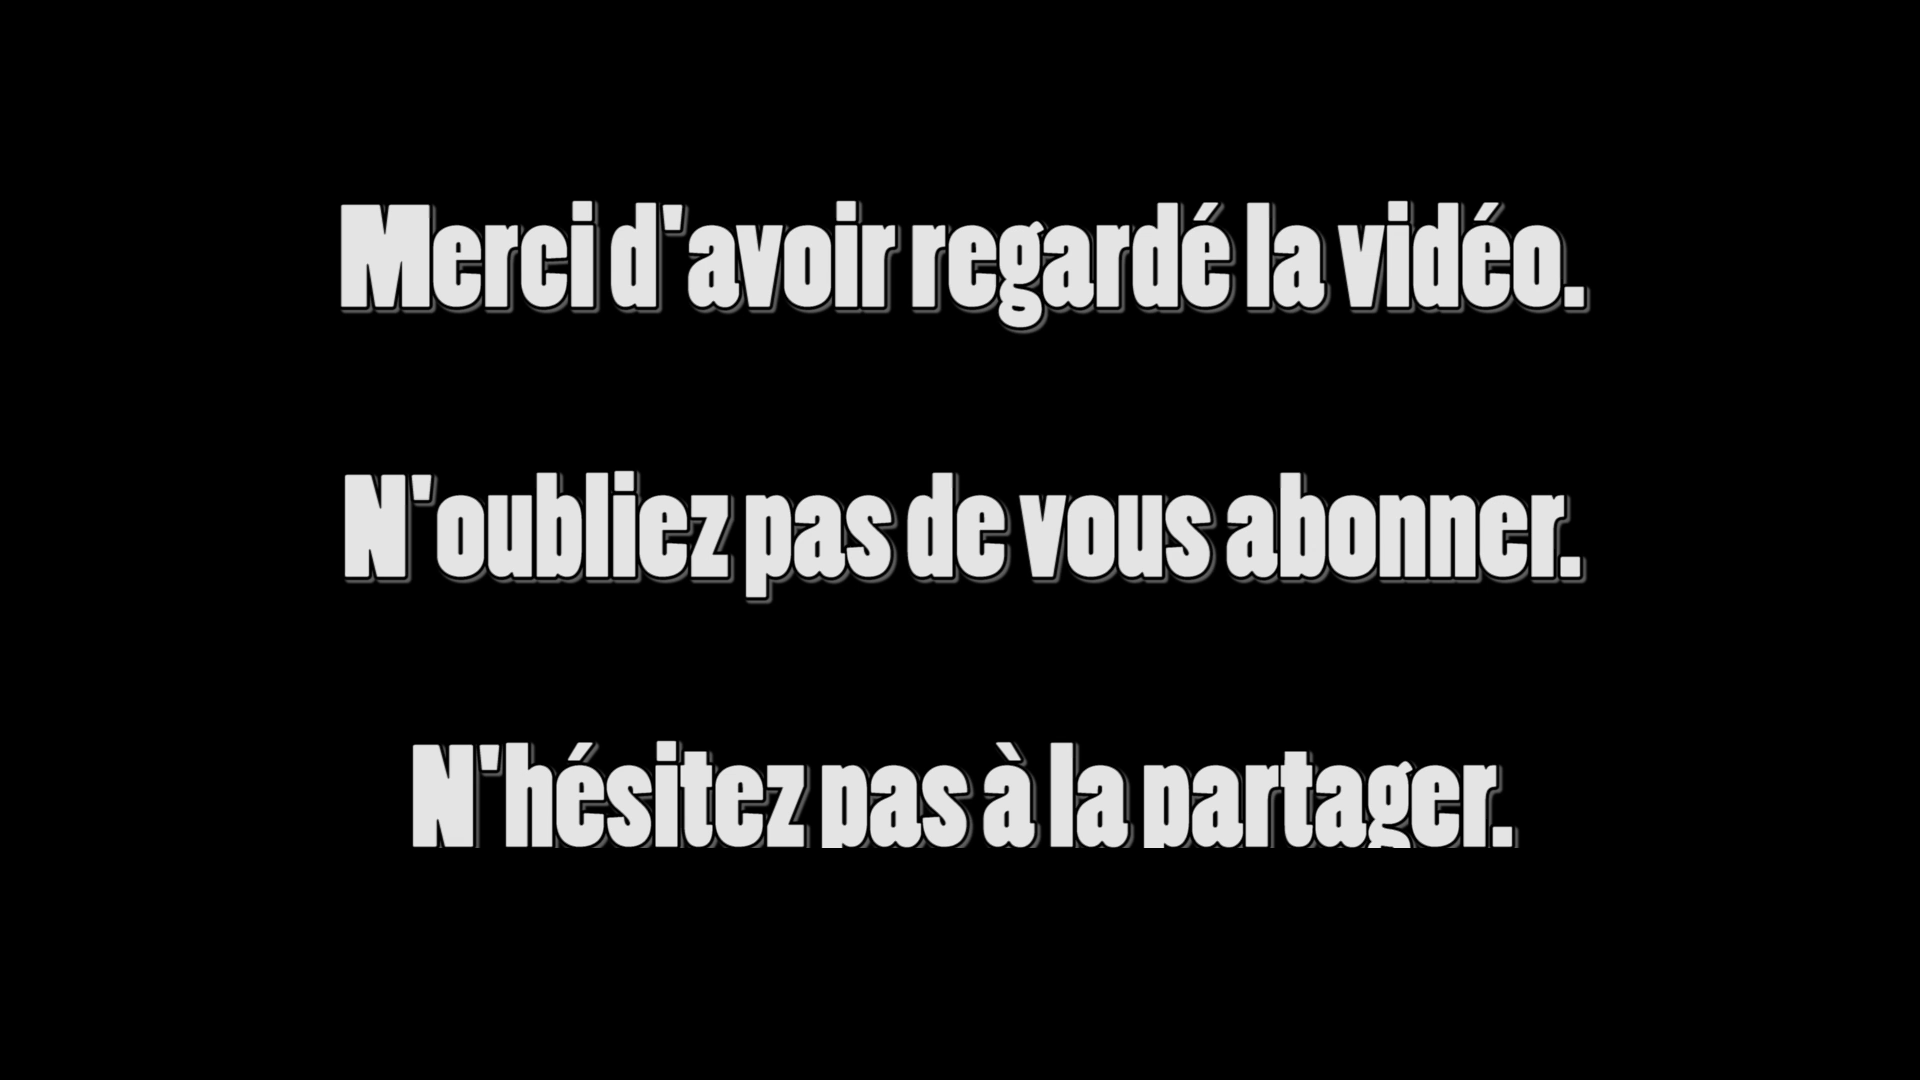 Merci d'avoir regardé la vidéo.
N'oubliez pas de vous abonner.
N'hésitez pas à la partager.